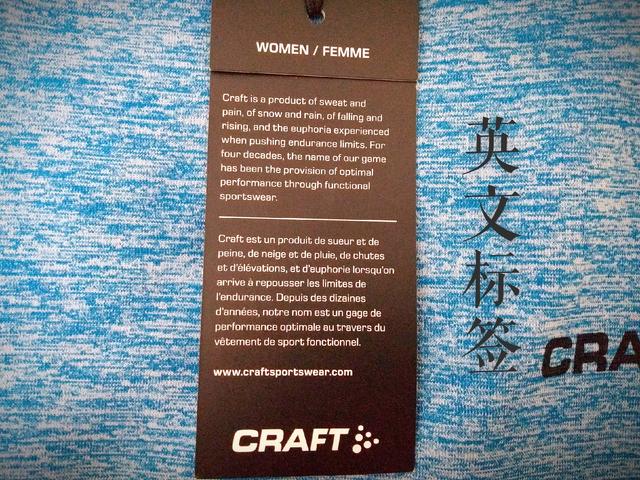 WOMEN / FEMME
Craft is a product of sweat and
pain, of snow and rain, of falling and
rising, and the euphoria experienced
when pushing endurance limits. For
four decades, the name of our game
has been the provision of optimal
performance through functional
sportswear.
Craft est un produit de sueur et de
peine, de neige et de pluie, de chutes
et d'élévations, et d'euphorie lorsqu'on
arrive à repousser les limites de
l'endurance. Depuis des dizaines
d'années, notre nom est un gage de
performance optimale au travers du
vêtement de sport fonctionnel.
www.craftsportswear.com
CRAFT
英文标签
CRA